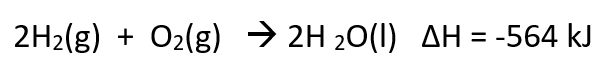 2H₂(g) + O₂(g) → 2H ₂O(l) ΔH = -564 kJ